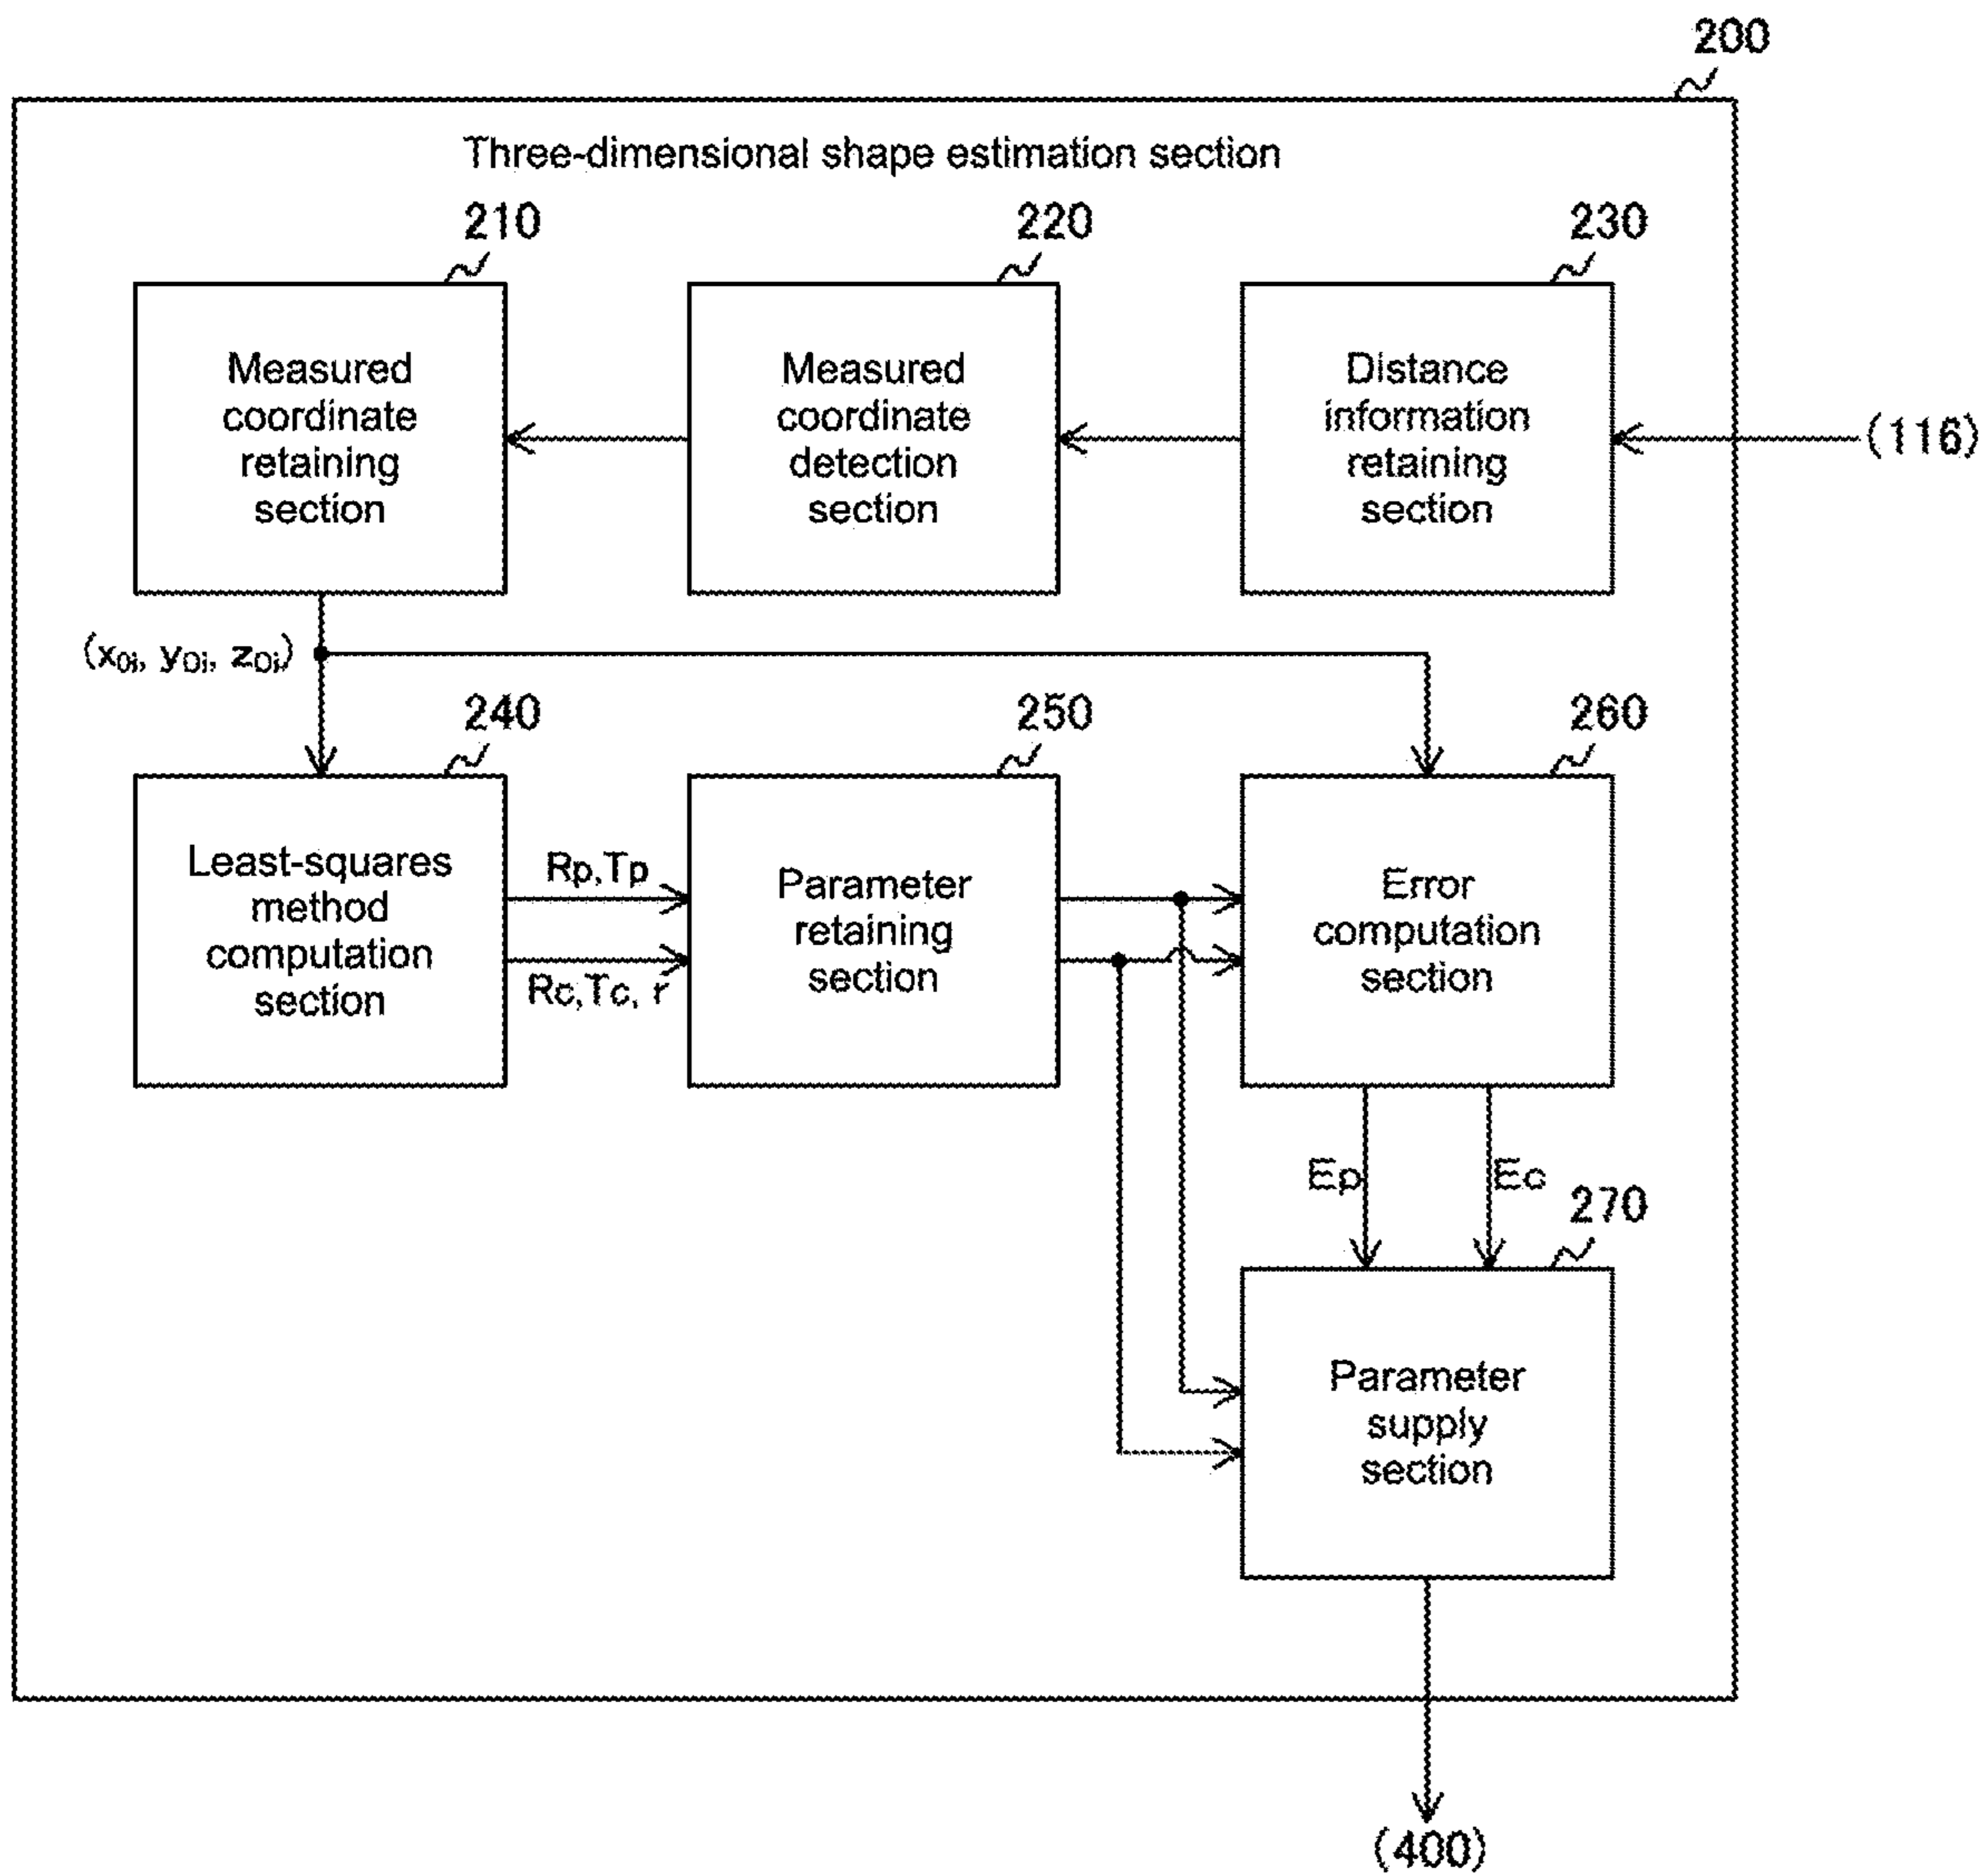 200
Three-dimensional shape estimation section
210
220
230
Measured
coordinate
retaining
section
Measured
coordinate
detection
section
Distance
information
retaining
section
(116)
(x0i, y0i, z0i)
240
250
260
Least-squares
method
computation
section
Rp,Tp
Rc,Tc, r
Parameter
retaining
section
Error
computation
section
Ep
Ec
270
Parameter
supply
section
(400)